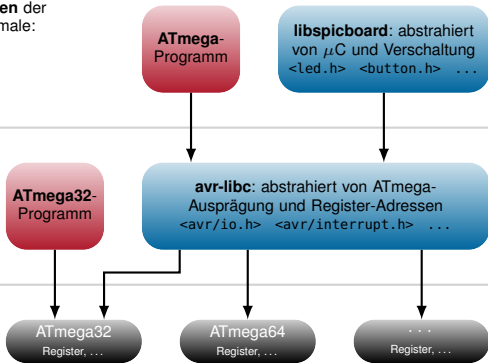 en der
male:
ATmega-
Programm
libspicboard: abstrahiert
von μC und Verschaltung
<led.h> <button.h> ...
ATmega32-
Programm
avr-libc: abstrahiert von ATmega-
Ausprägung und Register-Adressen
<avr/io.h> <avr/interrupt.h> ...
ATmega32
Register, ...
ATmega64
Register, ...
...
Register, ...